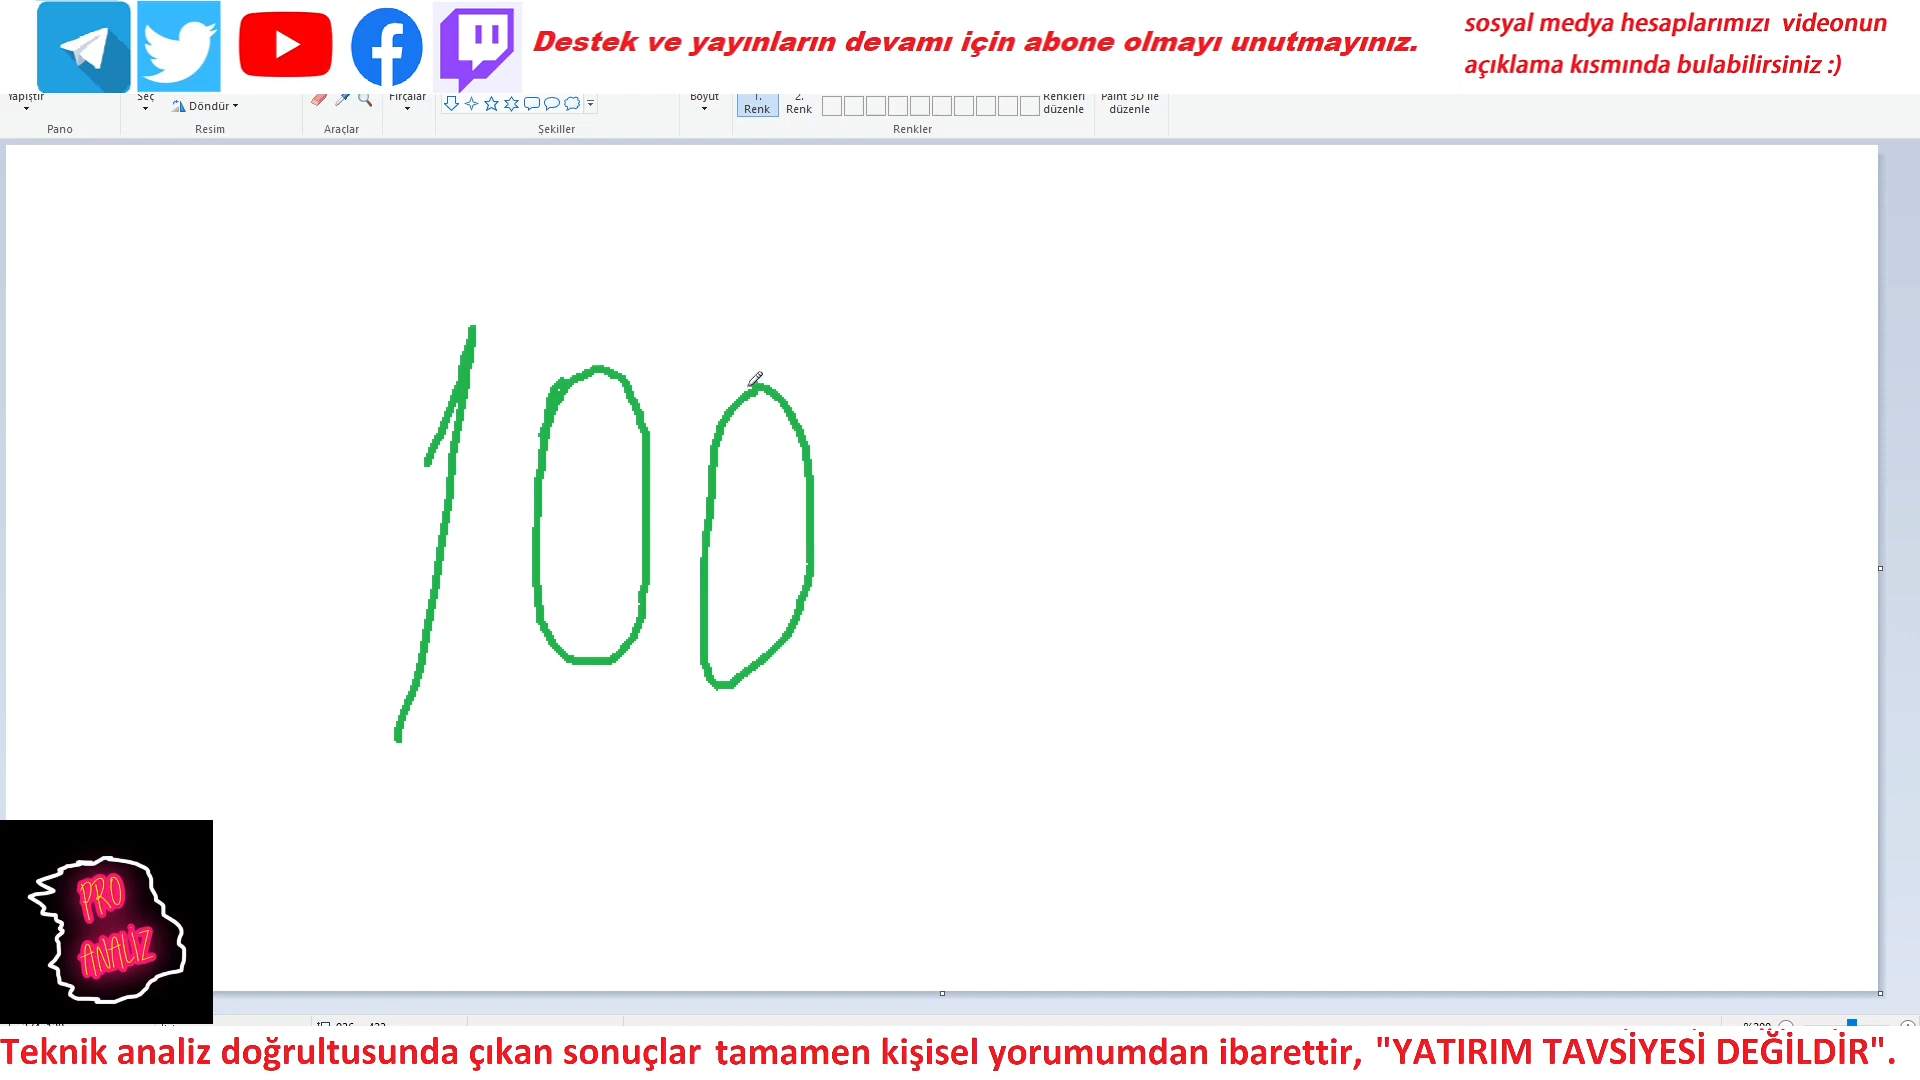 Destek ve yayınların devamı için abone olmayı unutmayınız.
sosyal medya hesaplarımızı videonun
açıklama kısmında bulabilirsiniz :)
Yapıştır
Seç
Döndür
Fırçalar
Boyut
1.
Renk
2.
Renk
Renkleri
düzenle
Paint 3D ile
düzenle
Pano
Resim
Araçlar
Şekiller
Renkler
100
PRO
ANALİZ
Teknik analiz doğrultusunda çıkan sonuçlar tamamen kişisel yorumumdan ibarettir, "YATIRIM TAVSİYESİ DEĞİLDİR".